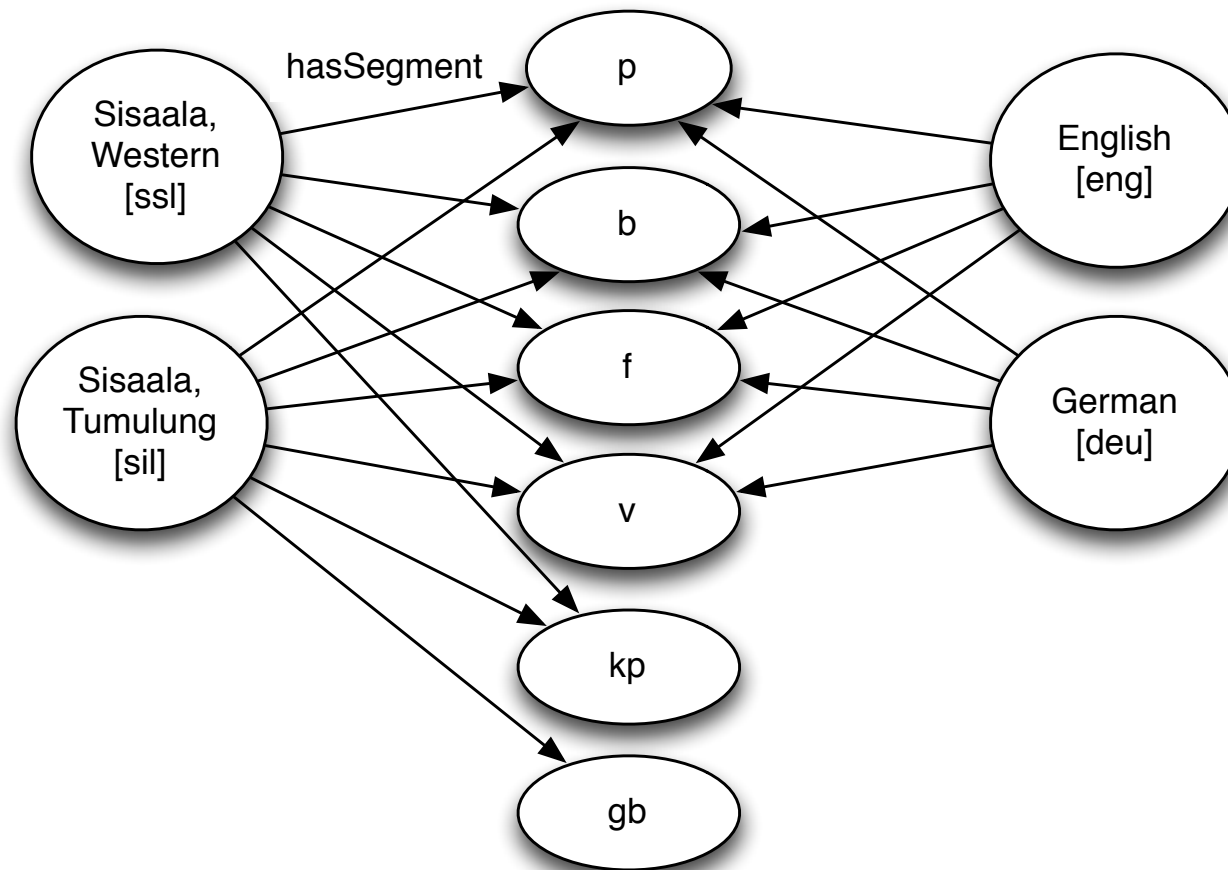 hasSegment
Sisaala,
Western
[ssl]
Sisaala,
Tumulung
[sil]
p
b
f
v
kp
gb
English
[eng]
German
[deu]